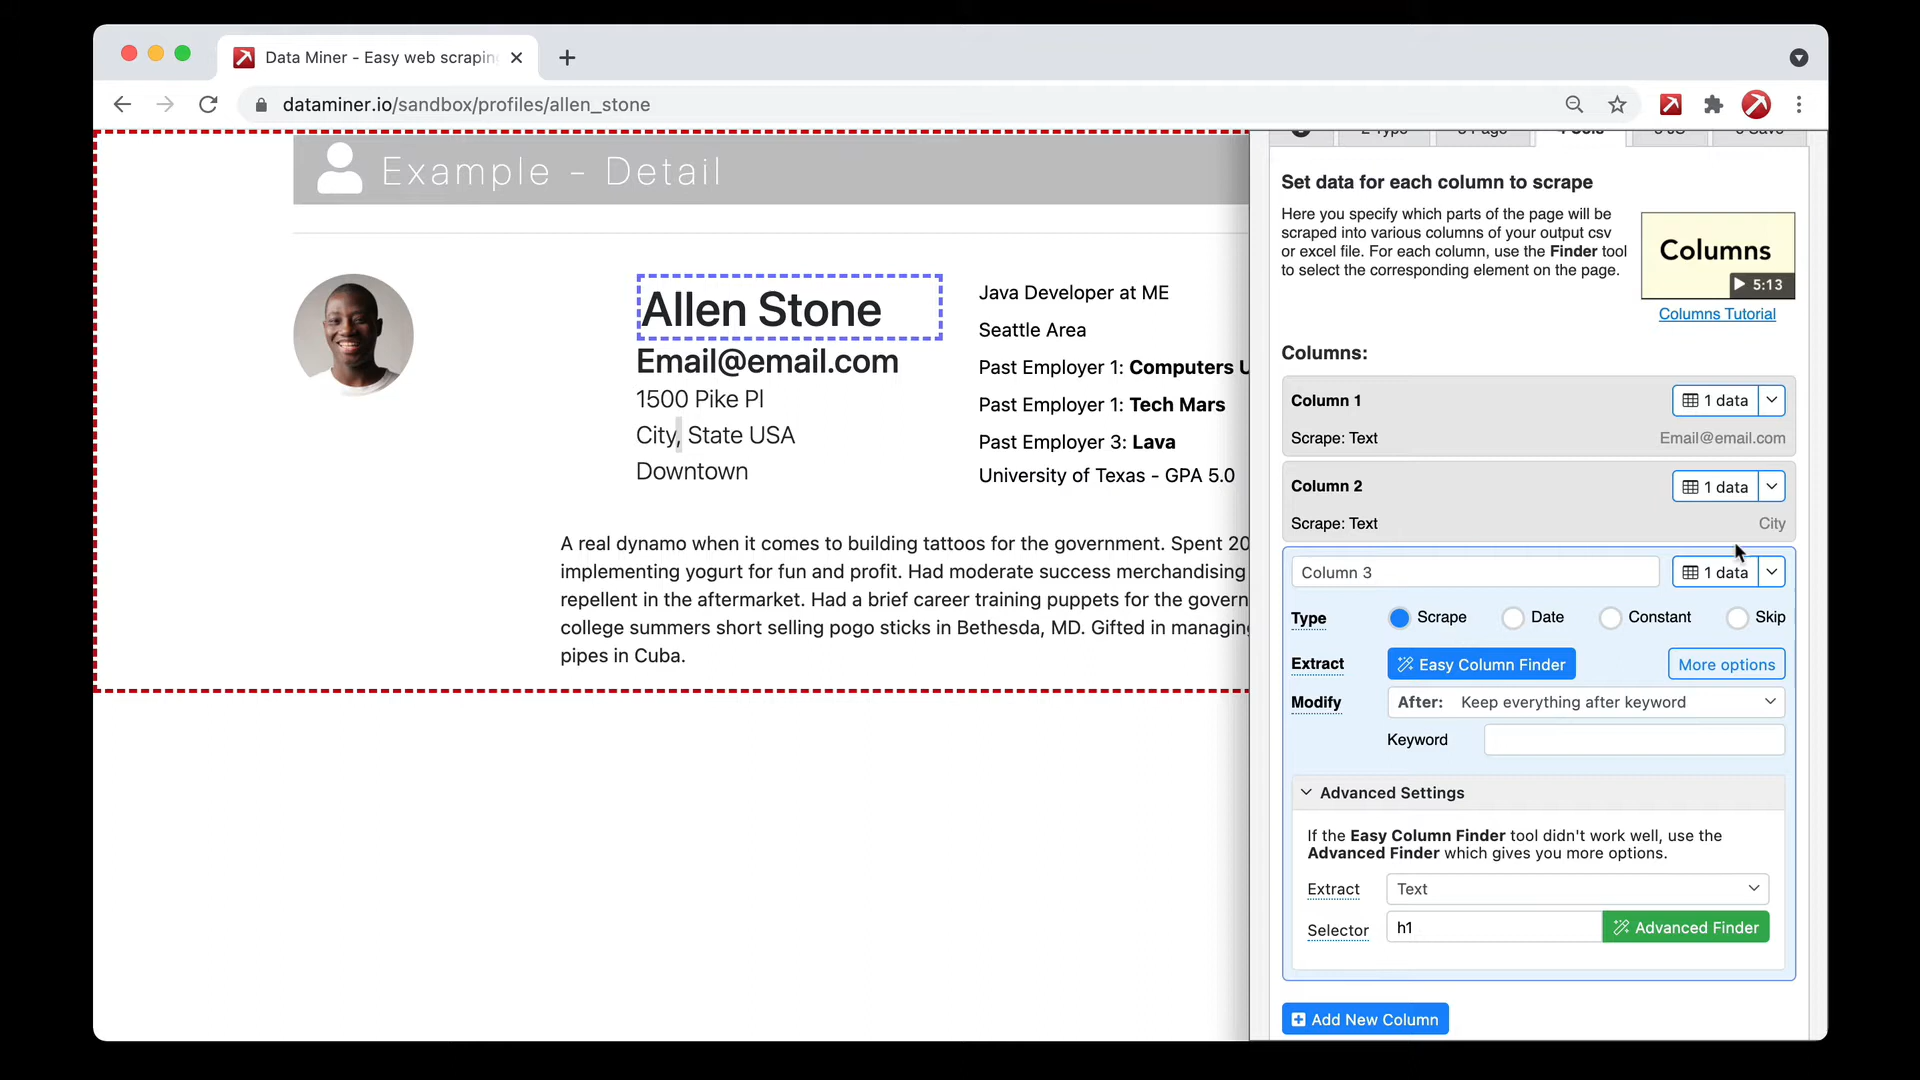 Data Miner - Easy web scraping
dataminer.io/sandbox/profiles/allen_stone
Example - Detail
Allen Stone
Email@email.com
1500 Pike Pl
City, State USA
Downtown
Java Developer at ME
Seattle Area
Past Employer 1: Computers U
Past Employer 1: Tech Mars
Past Employer 3: Lava
University of Texas - GPA 5.0
A real dynamo when it comes to building tattoos for the government. Spent 20
implementing yogurt for fun and profit. Had moderate success merchandising
repellent in the aftermarket. Had a brief career training puppets for the govern
college summers short selling pogo sticks in Bethesda, MD. Gifted in managing
pipes in Cuba.
2 Type
3 Page
4 Cols
5 JS
6 Save
Set data for each column to scrape
Here you specify which parts of the page will be
scraped into various columns of your output csv
or excel file. For each column, use the Finder tool
to select the corresponding element on the page.
Columns
5:13
Columns Tutorial
Columns:
Column 1
1 data
Scrape: Text
Email@email.com
Column 2
1 data
Scrape: Text
City
Column 3
1 data
Type
Scrape
Date
Constant
Skip
Extract
Easy Column Finder
More options
Modify
After: Keep everything after keyword
Keyword
Advanced Settings
If the Easy Column Finder tool didn't work well, use the
Advanced Finder which gives you more options.
Extract
Text
Selector
h1
Advanced Finder
Add New Column